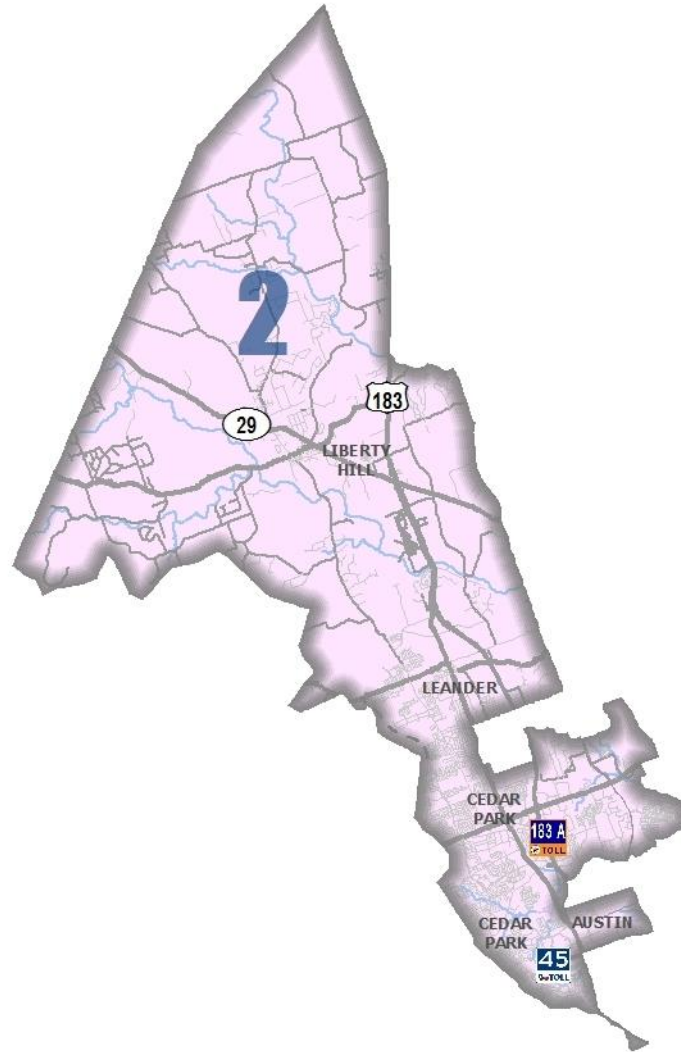 2
183
29
LIBERTY
HILL
LEANDER
CEDAR
PARK
183 A
TOLL
CEDAR
PARK
AUSTIN
45
TOLL